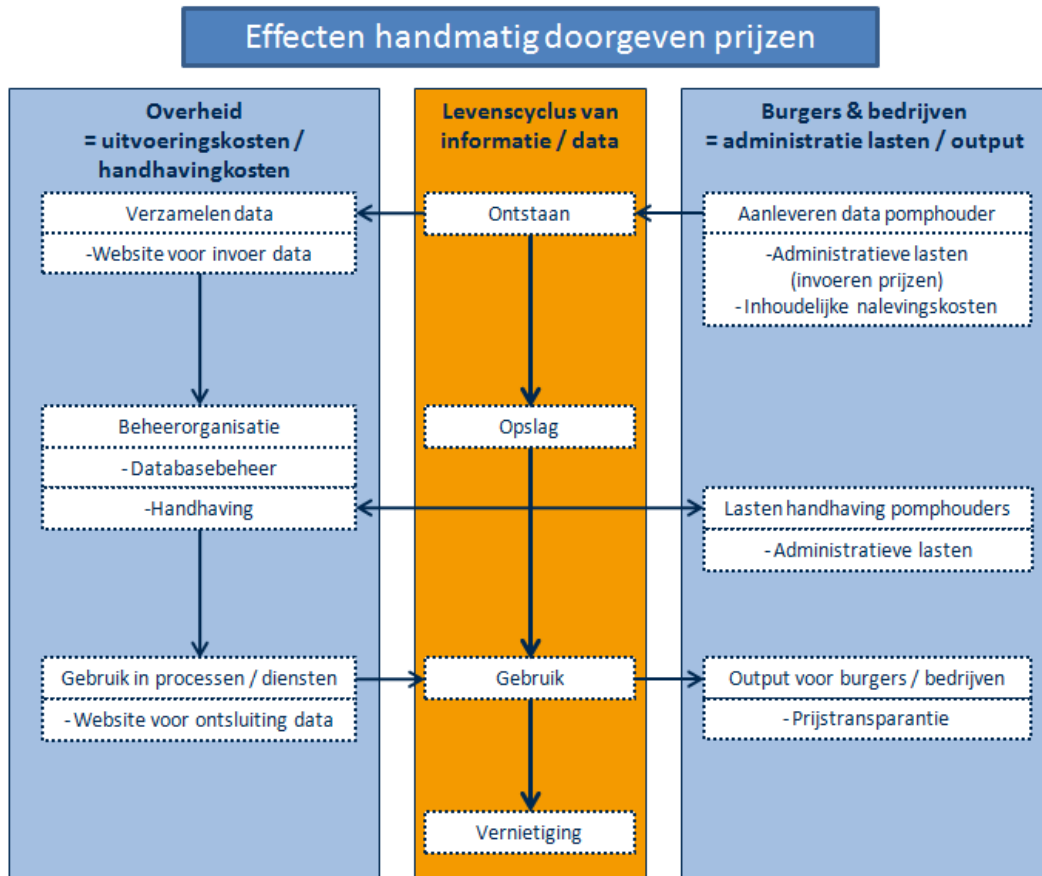 Effecten handmatig doorgeven prijzen
Overheid
= uitvoeringskosten /
handhavingkosten
Verzamelen data
-Website voor invoer data
Beheerorganisatie
- Databasebeheer
-Handhaving
Gebruik in processen / diensten
- Website voor ontsluiting data
Levenscyclus van
informatie / data
Ontstaan
Opslag
Gebruik
Vernietiging
Burgers & bedrijven
= administratie lasten / output
Aanleveren data pomphouder
-Administratieve lasten
(invoeren prijzen)
- Inhoudelijke nalevingskosten
Lasten handhaving pomphouders
- Administratieve lasten
Output voor burgers / bedrijven
- Prijstransparantie